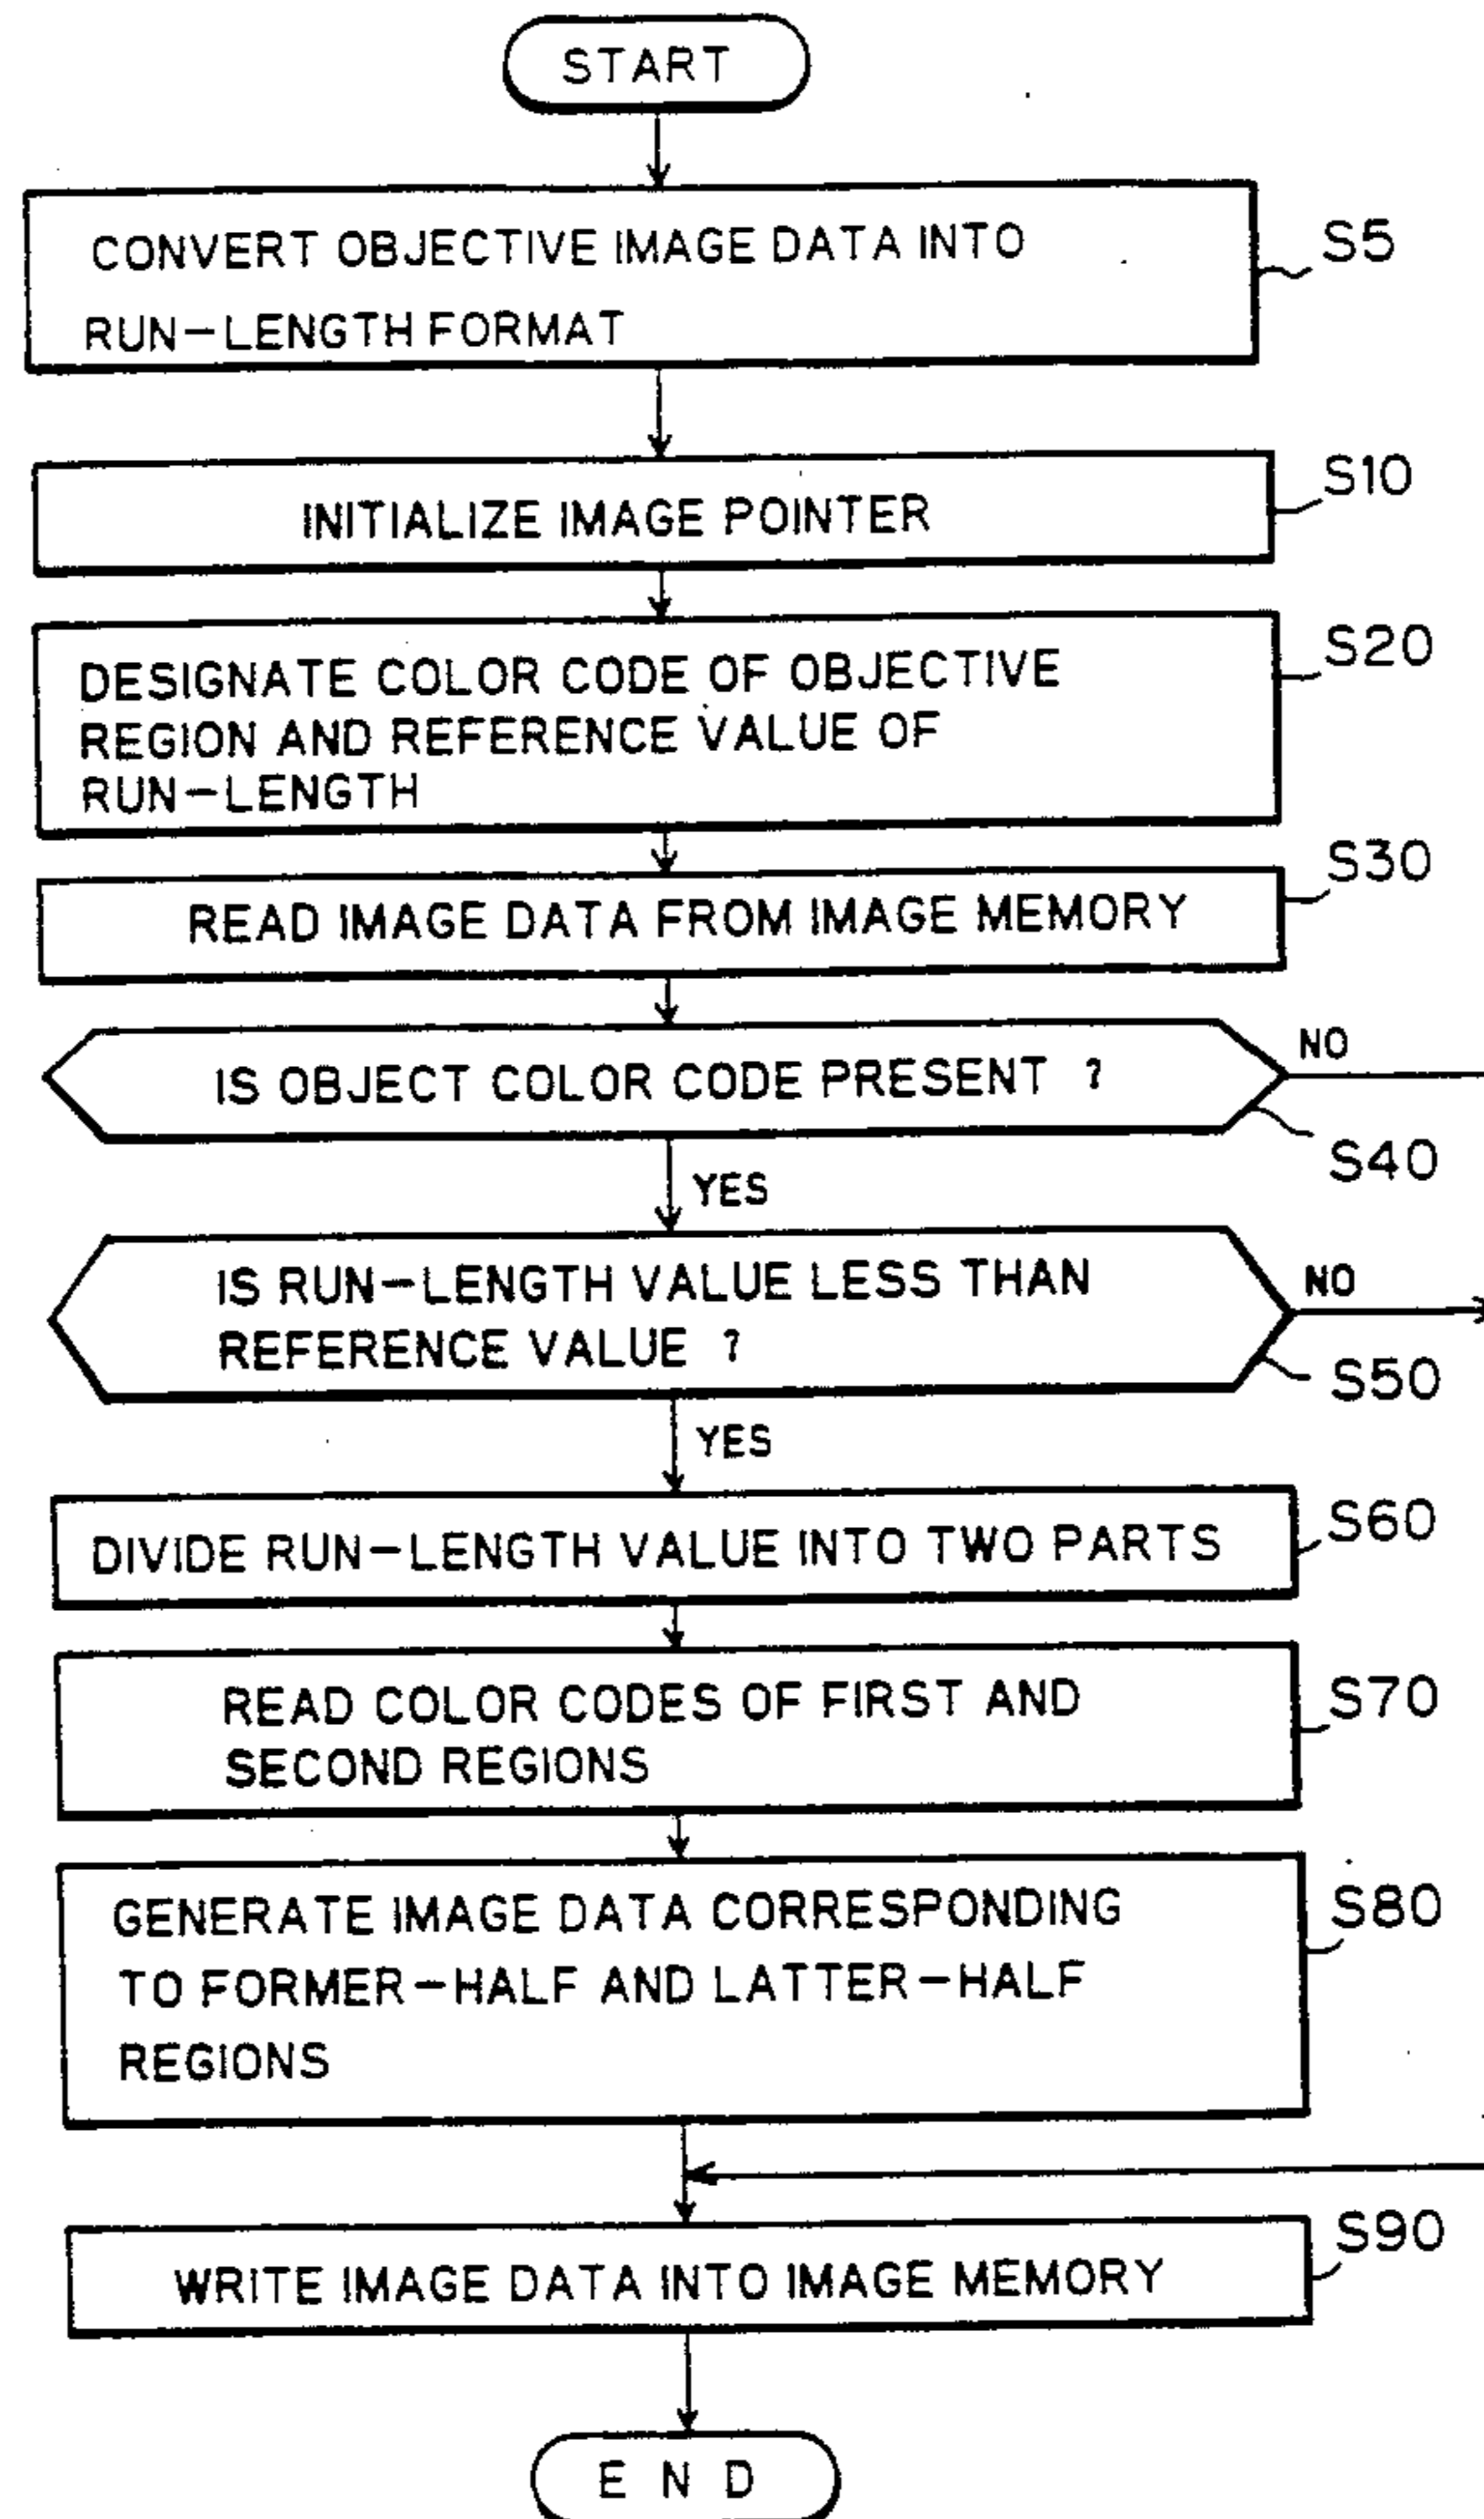 START
CONVERT OBJECTIVE IMAGE DATA INTO
RUN-LENGTH FORMAT
S5
INITIALIZE IMAGE POINTER
S10
DESIGNATE COLOR CODE OF OBJECTIVE
REGION AND REFERENCE VALUE OF
RUN-LENGTH
S20
READ IMAGE DATA FROM IMAGE MEMORY
S30
IS OBJECT COLOR CODE PRESENT ?
NO
S40
YES
IS RUN-LENGTH VALUE LESS THAN
REFERENCE VALUE ?
NO
S50
YES
DIVIDE RUN-LENGTH VALUE INTO TWO PARTS
S60
READ COLOR CODES OF FIRST AND
SECOND REGIONS
S70
GENERATE IMAGE DATA CORRESPONDING
TO FORMER-HALF AND LATTER-HALF
REGIONS
S80
WRITE IMAGE DATA INTO IMAGE MEMORY
S90
END